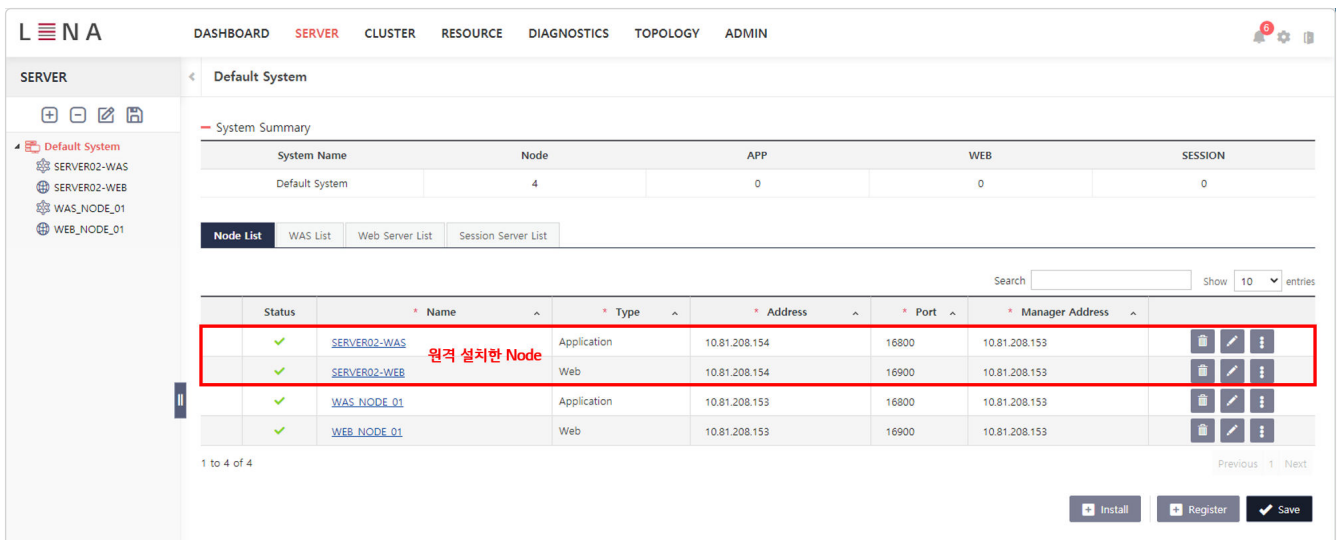 LENA
DASHBOARD SERVER CLUSTER RESOURCE DIAGNOSTICS TOPOLOGY ADMIN
6
SERVER
Default System
Default System
SERVER02-WAS
SERVER02-WEB
WAS_NODE_01
WEB_NODE_01
System Summary
System Name Node APP WEB SESSION
Default System 4 0 0 0
Node List WAS List Web Server List Session Server List
Search Show 10 entries
Status * Name * Type * Address * Port * Manager Address
SERVER02-WAS Application 10.81.208.154 16800 10.81.208.153
원격 설치한 Node
SERVER02-WEB Web 10.81.208.154 16900 10.81.208.153
WAS_NODE_01 Application 10.81.208.153 16800 10.81.208.153
WEB_NODE_01 Web 10.81.208.153 16900 10.81.208.153
1 to 4 of 4
Previous 1 Next
Install Register Save